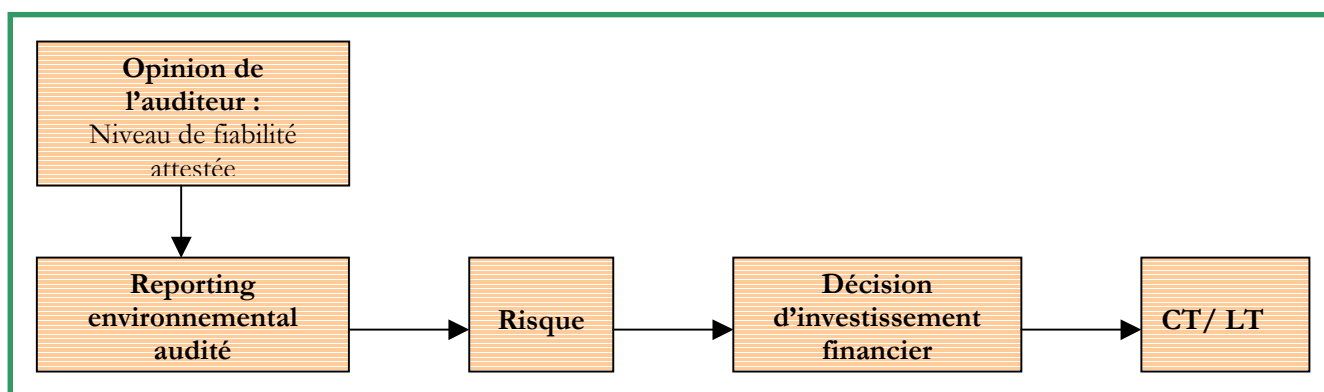 Opinion de
l’auditeur :
Niveau de fiabilité
attestée
Reporting
environnemental
audité
Risque
Décision
d’investissement
financier
CT/ LT